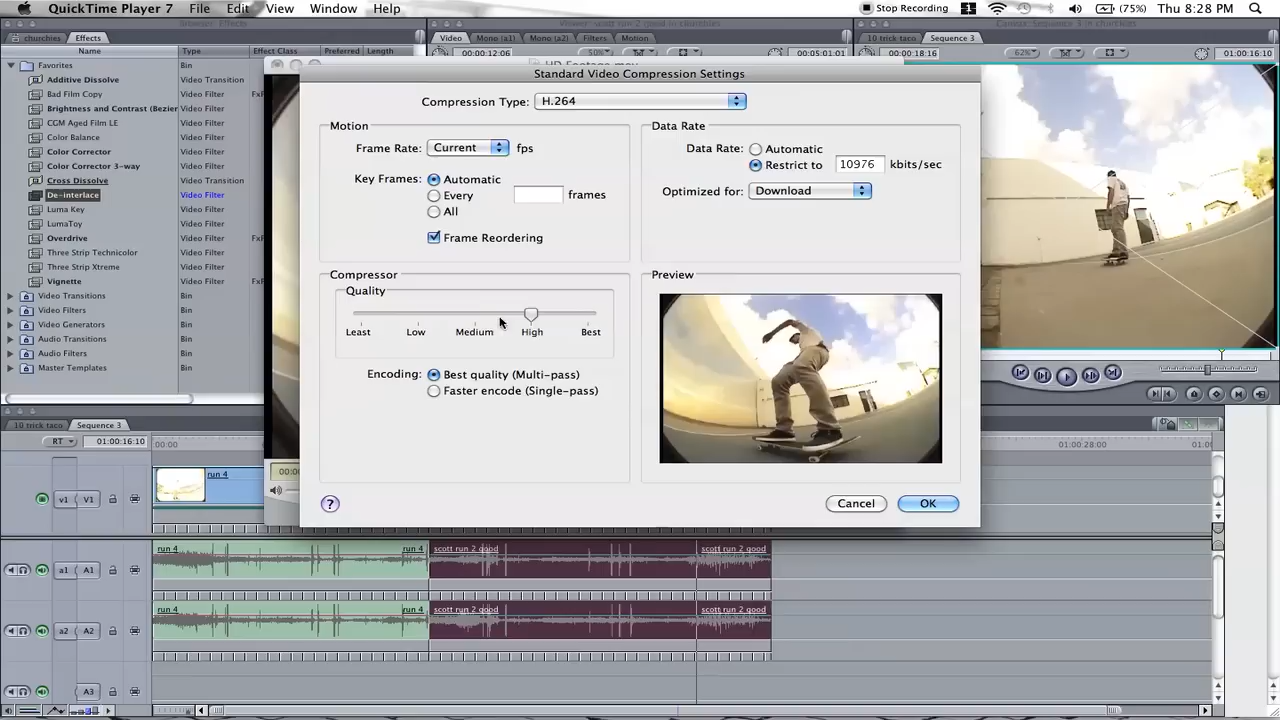 QuickTime Player 7 File Edit View Window Help Stop Recording 1 (75%) Thu 8:28 PM
Browser: Effects
Viewer: scott run 2 good in churchies
Canvas: Sequence 3 in churchies
churchies Effects
Video Mono (a1) Mono (a2) Filters Motion
10 trick taco Sequence 3
Name Type Effect Class Preferred Length
00:00:12:06 50% 00:05:01:01
00:00:18:16 62% 01:00:16:10
HD Footage.mov
Favorites Bin
Additive Dissolve Video Transition
Bad Film Copy Video Filter FxF
Brightness and Contrast (Bezier Video Filter
CGM Aged Film LE Video Filter
Color Balance Video Filter
Color Corrector Video Filter
Color Corrector 3-way Video Filter
Cross Dissolve Video Transition
De-interlace Video Filter
Luma Key Video Filter
LumaToy Video Filter
Overdrive Video Filter FxF
Three Strip Technicolor Video Filter
Three Strip Xtreme Video Filter
Vignette Video Filter FxF
Video Transitions Bin
Video Filters Bin
Video Generators Bin
Audio Transitions Bin
Audio Filters Bin
Master Templates Bin
Standard Video Compression Settings
Compression Type: H.264
Motion
Frame Rate: Current fps
Key Frames: Automatic
Every frames
All
Frame Reordering
Data Rate
Data Rate: Automatic
Restrict to 10976 kbits/sec
Optimized for: Download
Compressor
Quality
Least Low Medium High Best
Encoding: Best quality (Multi-pass)
Faster encode (Single-pass)
Preview
?
Cancel OK
10 trick taco Sequence 3
RT 01:00:16:10 00:00 01:00:28:00
00:00
v1 V1 run 4
a1 A1 run 4 run 4 scott run 2 good scott run 2 good
a2 A2 run 4 run 4 scott run 2 good scott run 2 good
A3